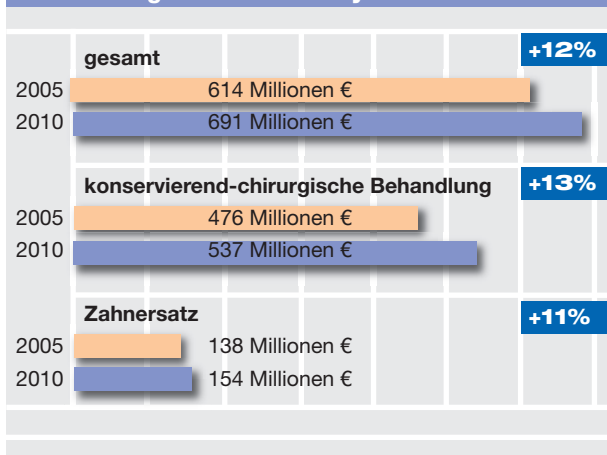 gesamt +12%
2005 614 Millionen €
2010 691 Millionen €
konservierend-chirurgische Behandlung +13%
2005 476 Millionen €
2010 537 Millionen €
Zahnersatz +11%
2005 138 Millionen €
2010 154 Millionen €